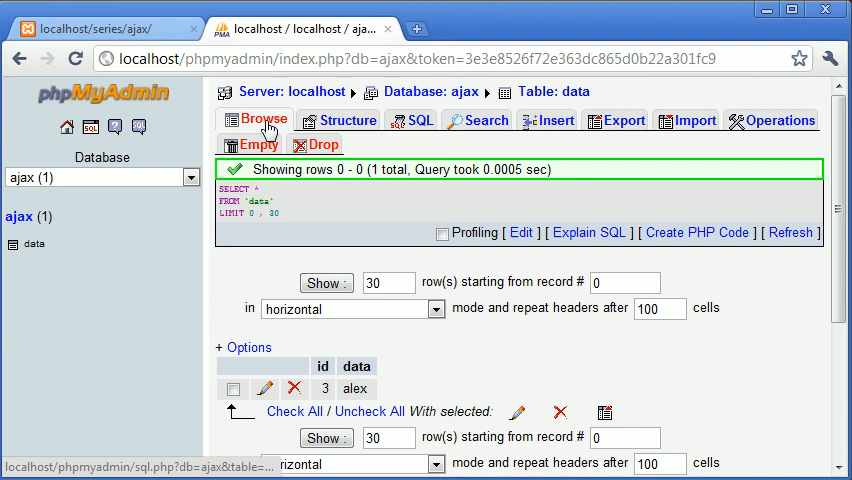 localhost/series/ajax/
localhost / localhost / aja...
localhost/phpmyadmin/index.php?db=ajax&token=3e3e8526f72e363dc865d0b22a301fc9
phpMyAdmin
SQL
Database
ajax (1)
ajax (1)
data
Server: localhost
Database: ajax
Table: data
Browse
Structure
SQL
Search
Insert
Export
Import
Operations
Empty
Drop
Showing rows 0 - 0 (1 total, Query took 0.0005 sec)
SELECT *
FROM `data`
LIMIT 0 , 30
Profiling [ Edit ] [ Explain SQL ] [ Create PHP Code ] [ Refresh ]
Show : 30 row(s) starting from record # 0
in horizontal mode and repeat headers after 100 cells
+ Options
id data
3 alex
Check All / Uncheck All With selected:
Show : 30 row(s) starting from record # 0
horizontal mode and repeat headers after 100 cells
localhost/phpmyadmin/sql.php?db=ajax&table=...